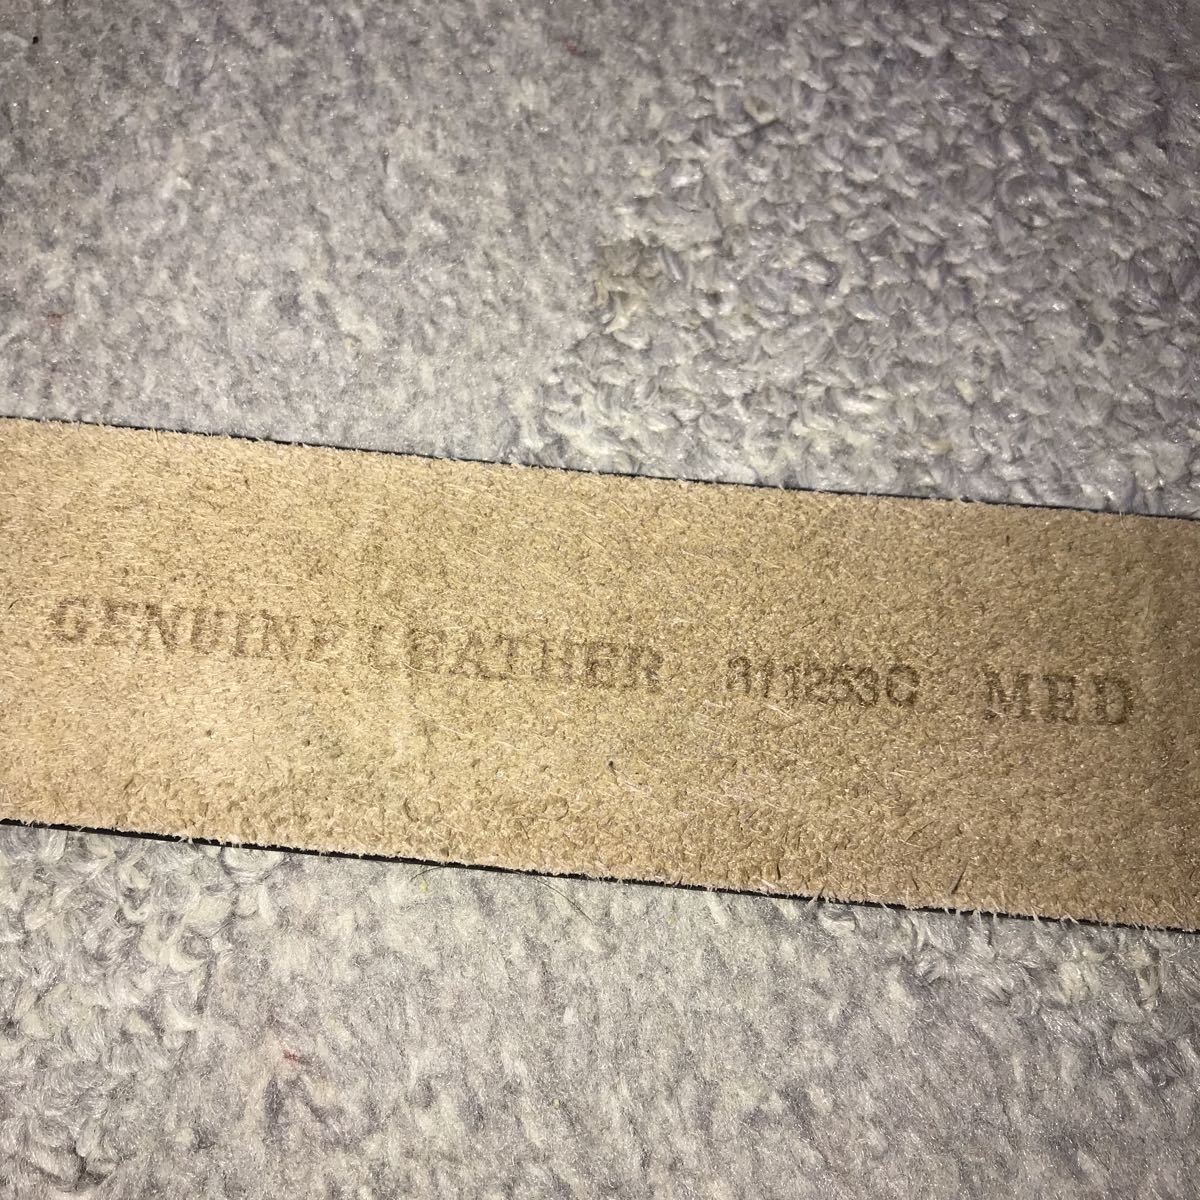 GENUINE LEATHER 311253C MED